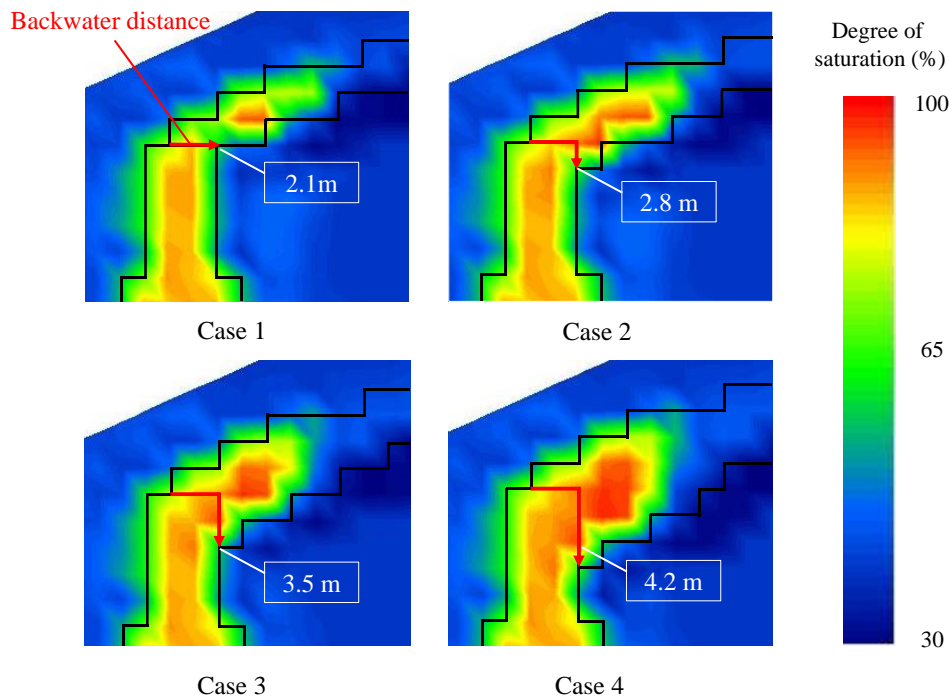 Backwater distance
2.1m
Case 1
2.8 m
Case 2
3.5 m
Case 3
4.2 m
Case 4
Degree of
saturation (%)
100
65
30